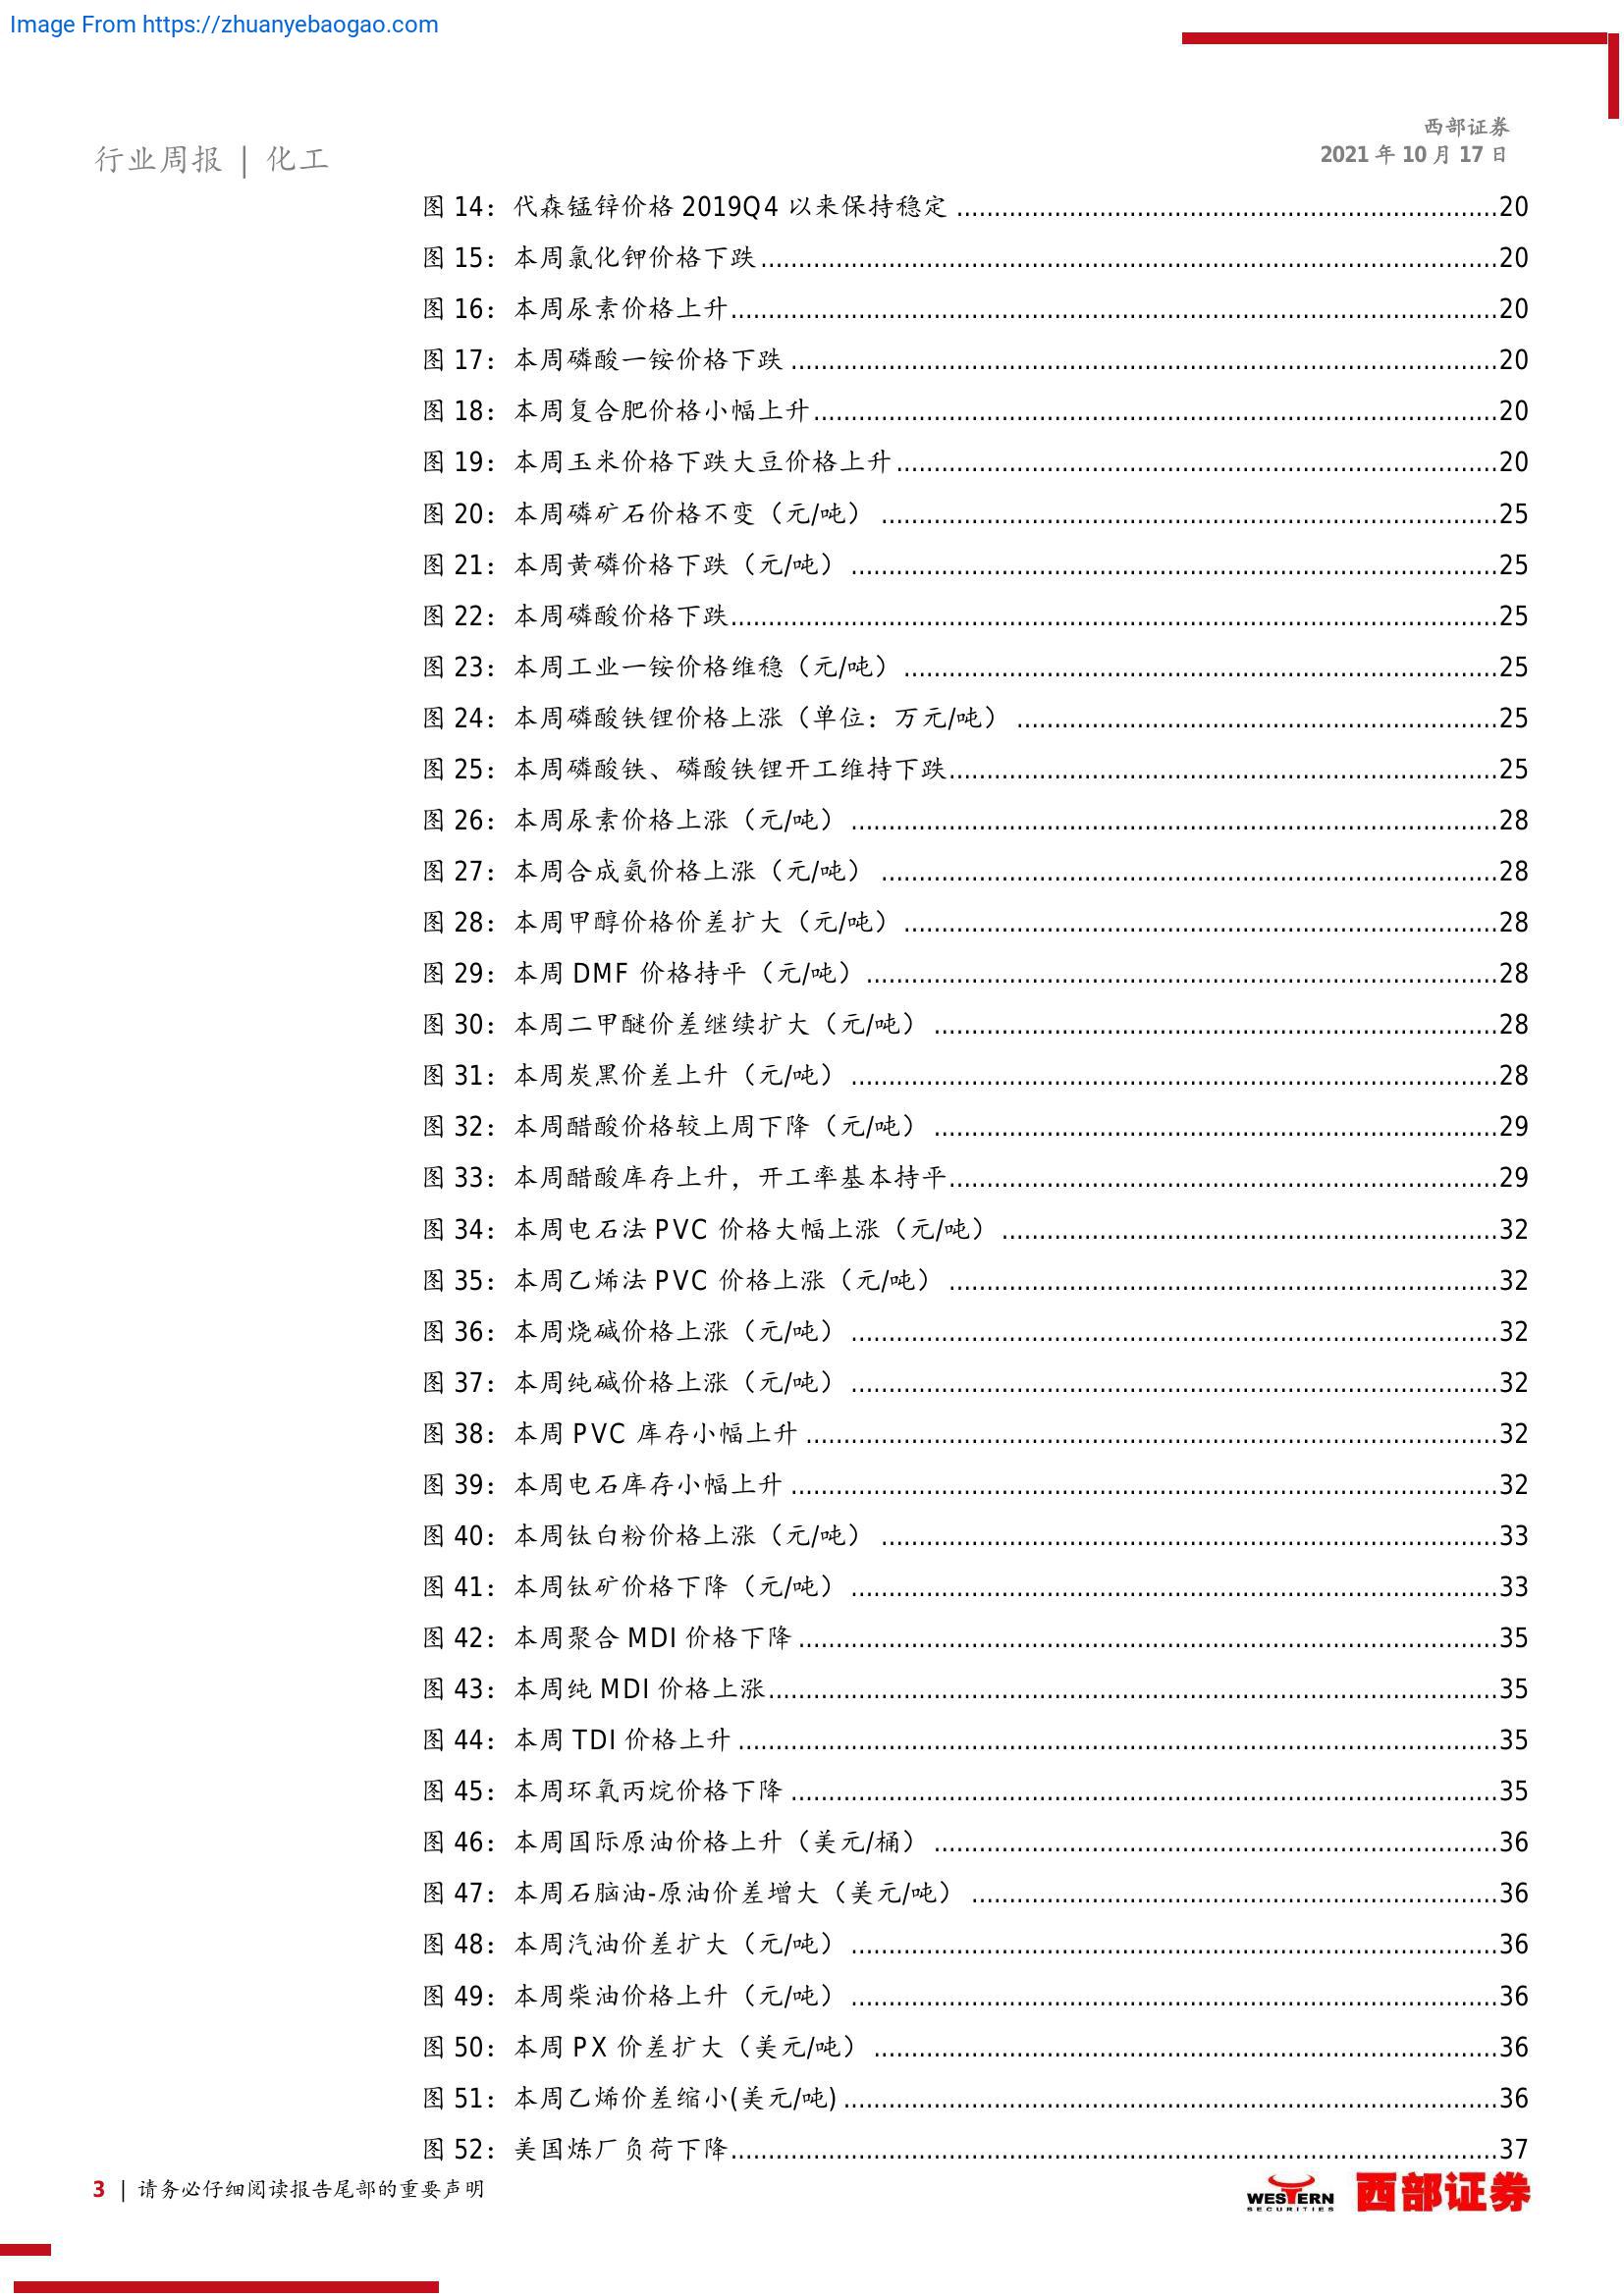 Image From https://zhuanyebaogao.com
西部证券
2021 年 10 月 17 日
行业周报 | 化工
图 14：代森锰锌价格 2019Q4 以来保持稳定 ........................................................................20
图 15：本周氯化钾价格下跌..................................................................................................20
图 16：本周尿素价格上升......................................................................................................20
图 17：本周磷酸一铵价格下跌 ..............................................................................................20
图 18：本周复合肥价格小幅上升...........................................................................................20
图 19：本周玉米价格下跌大豆价格上升................................................................................20
图 20：本周磷矿石价格不变（元/吨） ..................................................................................25
图 21：本周黄磷价格下跌（元/吨） ......................................................................................25
图 22：本周磷酸价格下跌......................................................................................................25
图 23：本周工业一铵价格维稳（元/吨） ...............................................................................25
图 24：本周磷酸铁锂价格上涨（单位：万元/吨） ................................................................25
图 25：本周磷酸铁、磷酸铁锂开工维持下跌.........................................................................25
图 26：本周尿素价格上涨（元/吨） ......................................................................................28
图 27：本周合成氨价格上涨（元/吨） ..................................................................................28
图 28：本周甲醇价格价差扩大（元/吨） ...............................................................................28
图 29：本周 DMF 价格持平（元/吨）....................................................................................28
图 30：本周二甲醚价差继续扩大（元/吨） ...........................................................................28
图 31：本周炭黑价差上升（元/吨） ......................................................................................28
图 32：本周醋酸价格较上周下降（元/吨） ...........................................................................29
图 33：本周醋酸库存上升，开工率基本持平.........................................................................29
图 34：本周电石法 PVC 价格大幅上涨（元/吨） ..................................................................32
图 35：本周乙烯法 PVC 价格上涨（元/吨） .........................................................................32
图 36：本周烧碱价格上涨（元/吨） ......................................................................................32
图 37：本周纯碱价格上涨（元/吨） ......................................................................................32
图 38：本周 PVC 库存小幅上升 ............................................................................................32
图 39：本周电石库存小幅上升 ..............................................................................................32
图 40：本周钛白粉价格上涨（元/吨） ..................................................................................33
图 41：本周钛矿价格下降（元/吨） ......................................................................................33
图 42：本周聚合 MDI 价格下降 .............................................................................................35
图 43：本周纯 MDI 价格上涨.................................................................................................35
图 44：本周 TDI 价格上升 .....................................................................................................35
图 45：本周环氧丙烷价格下降 ..............................................................................................35
图 46：本周国际原油价格上升（美元/桶） ...........................................................................36
图 47：本周石脑油-原油价差增大（美元/吨） ......................................................................36
图 48：本周汽油价差扩大（元/吨） ......................................................................................36
图 49：本周柴油价格上升（元/吨） ......................................................................................36
图 50：本周 PX 价差扩大（美元/吨） ...................................................................................36
图 51：本周乙烯价差缩小(美元/吨).......................................................................................36
图 52：美国炼厂负荷下降......................................................................................................37
3 | 请务必仔细阅读报告尾部的重要声明
WESTERN
SECURITIES
西部证券